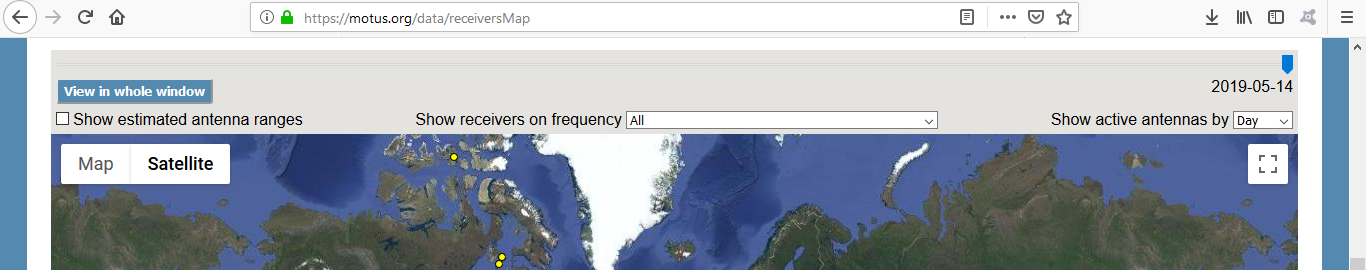 https://motus.org/data/receiversMap
View in whole window
2019-05-14
Show estimated antenna ranges
Show receivers on frequency All
Show active antennas by Day
Map
Satellite